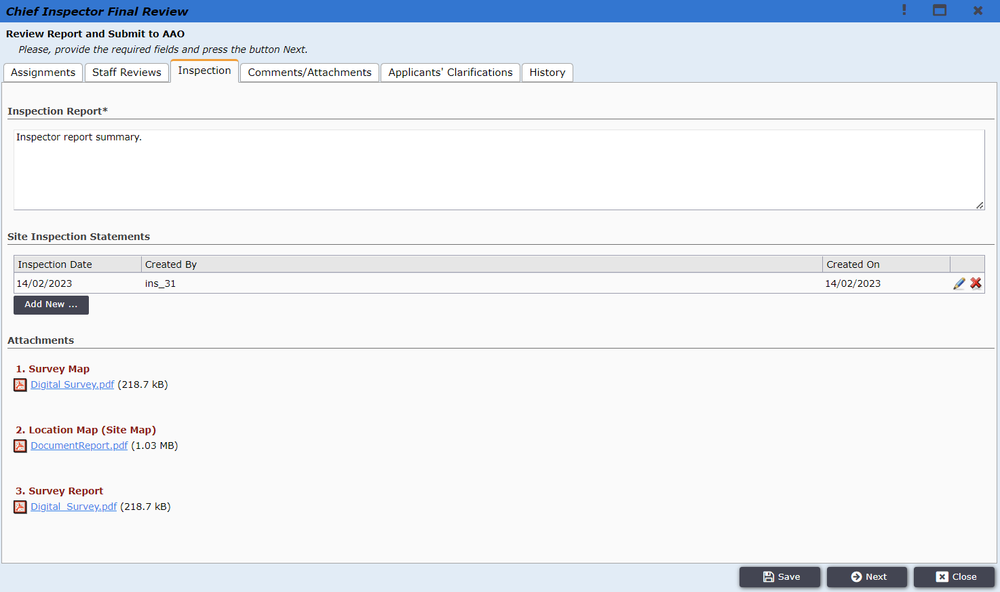 Chief Inspector Final Review
Review Report and Submit to AAO
Please, provide the required fields and press the button Next.
Assignments Staff Reviews Inspection Comments/Attachments Applicants' Clarifications History
Inspection Report*
Inspector report summary.
Site Inspection Statements
Inspection Date Created By Created On
14/02/2023 ins_31 14/02/2023
Add New ...
Attachments
1. Survey Map
Digital Survey.pdf (218.7 kB)
2. Location Map (Site Map)
DocumentReport.pdf (1.03 MB)
3. Survey Report
Digital_Survey.pdf (218.7 kB)
Save Next Close